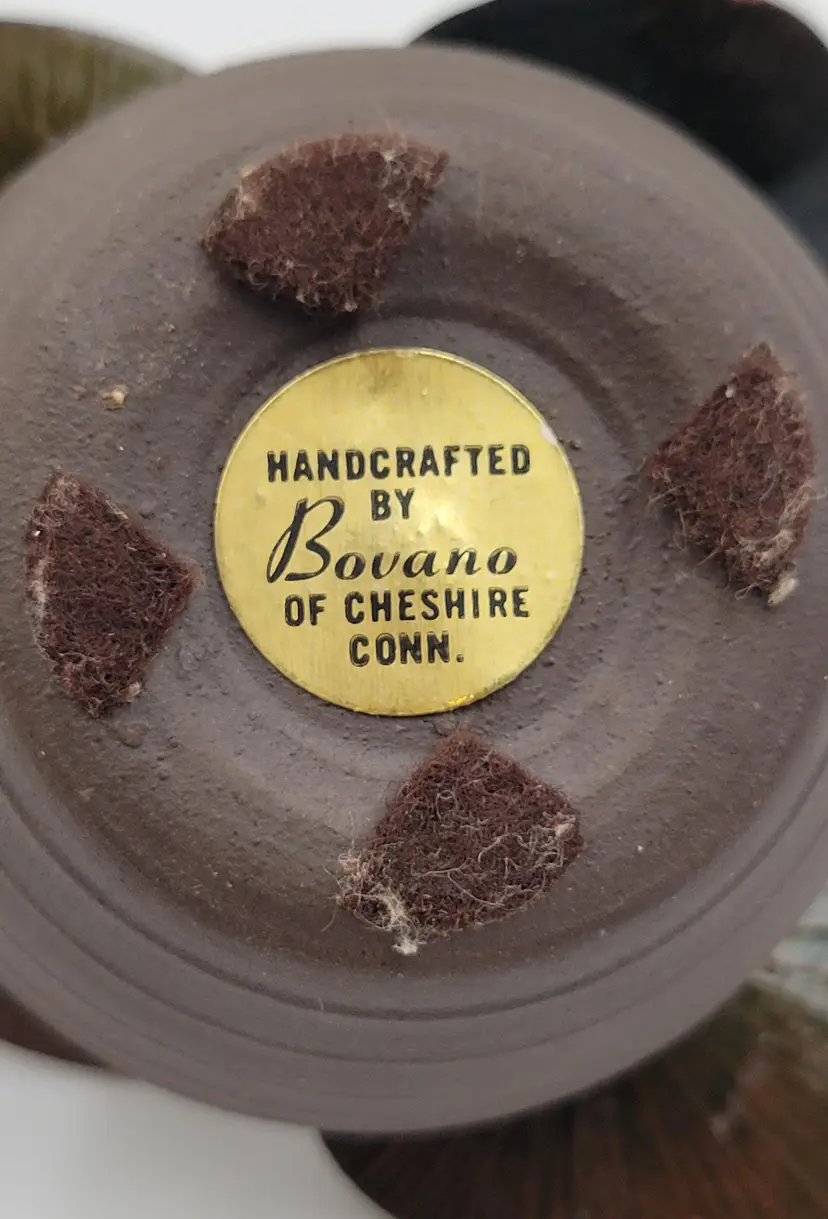 HANDCRAFTED
BY
Bovano
OF CHESHIRE
CONN.